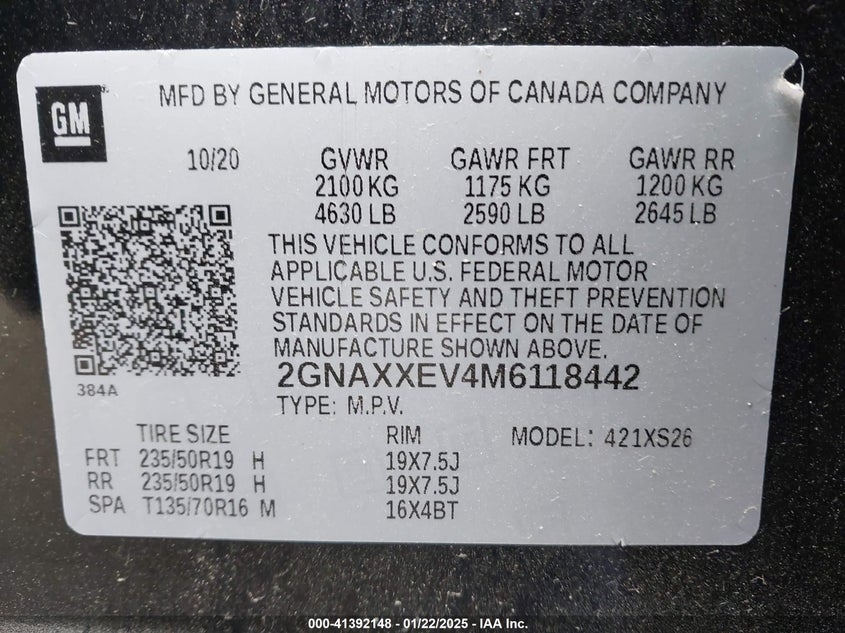 GM
MFD BY GENERAL MOTORS OF CANADA COMPANY
10/20 GVWR GAWR FRT GAWR RR
2100 KG 1175 KG 1200 KG
4630 LB 2590 LB 2645 LB
THIS VEHICLE CONFORMS TO ALL
APPLICABLE U.S. FEDERAL MOTOR
VEHICLE SAFETY AND THEFT PREVENTION
STANDARDS IN EFFECT ON THE DATE OF
MANUFACTURE SHOWN ABOVE.
384A
2GNAXXEV4M6118442
TYPE: M.P.V.
TIRE SIZE RIM MODEL: 421XS26
FRT 235/50R19 H 19X7.5J
RR 235/50R19 H 19X7.5J
SPA T135/70R16 M 16X4BT
000-41392148 - 01/22/2025 - IAA Inc.